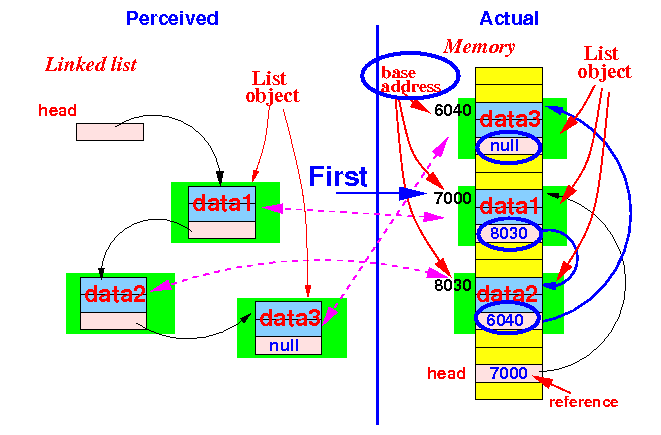 Perceived
Linked list
head
List
object
data1
data2
data3
null
First
Actual
Memory
base
address
List
object
6040
data3
null
7000
data1
8030
8030
data2
6040
head
7000
reference